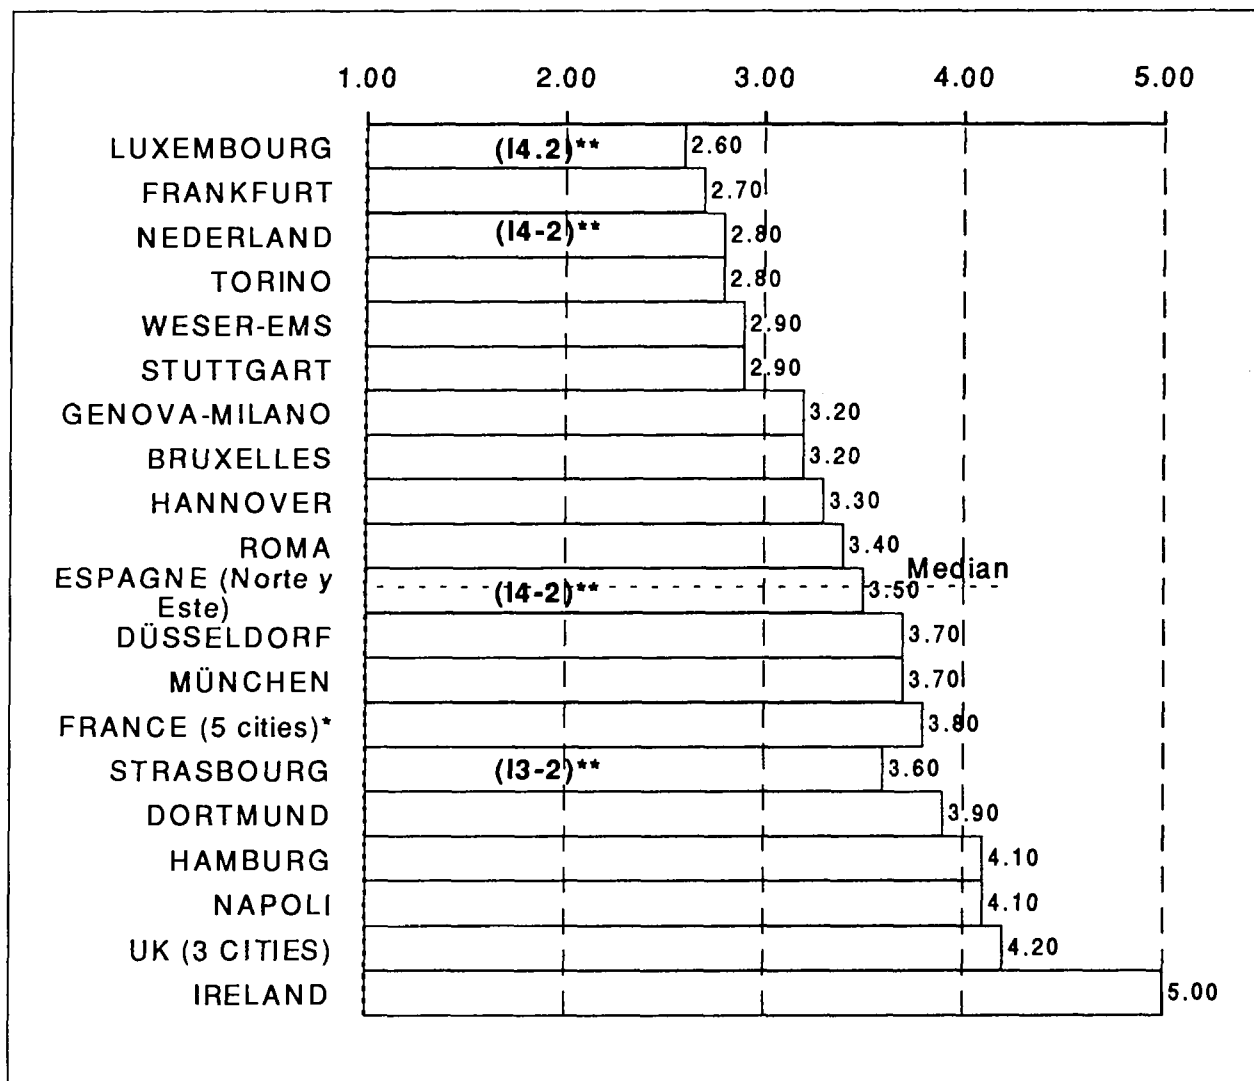 1.00 2.00 3.00 4.00 5.00
LUXEMBOURG (I4.2)** 2.60
FRANKFURT 2.70
NEDERLAND (I4-2)** 2.80
TORINO 2.80
WESER-EMS 2.90
STUTTGART 2.90
GENOVA-MILANO 3.20
BRUXELLES 3.20
HANNOVER 3.30
ROMA 3.40
Median
ESPAGNE (Norte y
Este) (I4-2)** 3.50
DÜSSELDORF 3.70
MÜNCHEN 3.70
FRANCE (5 cities)* 3.80
STRASBOURG (I3-2)** 3.60
DORTMUND 3.90
HAMBURG 4.10
NAPOLI 4.10
UK (3 CITIES) 4.20
IRELAND 5.00